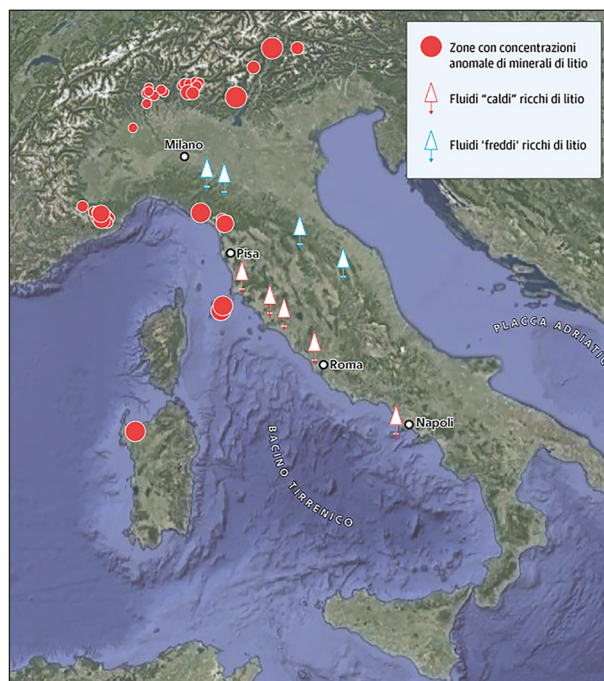 Zone con concentrazioni
anomale di minerali di litio
Fluidi “caldi” ricchi di litio
Fluidi 'freddi' ricchi di litio
Milano
Pisa
PLACCA ADRIATIC
Roma
Napoli
BACINO TIRRENICO